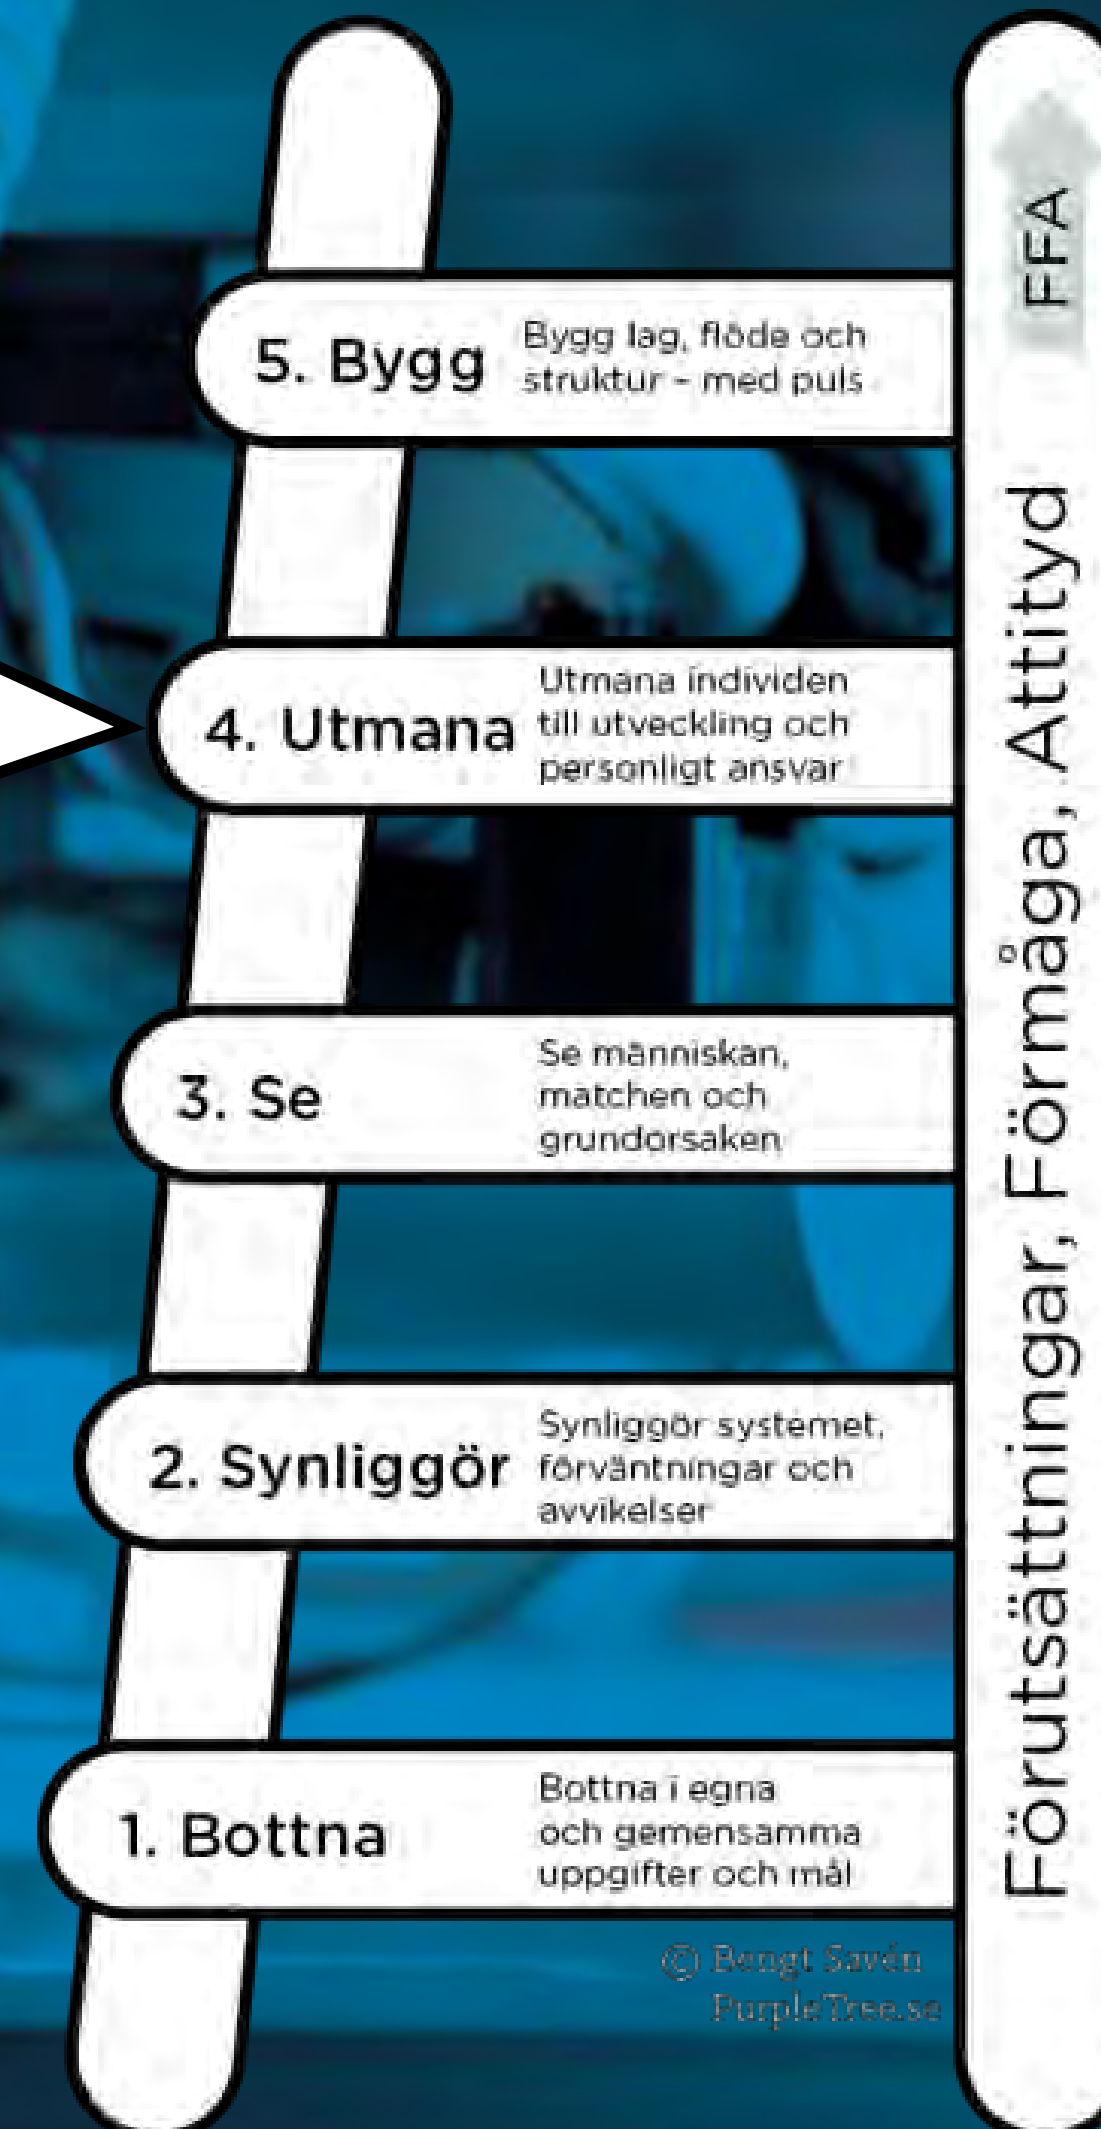 5. Bygg
Bygg lag, flöde och
struktur – med puls
4. Utmana
Utmana individen
till utveckling och
personligt ansvar
3. Se
Se människan,
matchen och
grundorsaken
2. Synliggör
Synliggör systemet,
förväntningar och
avvikelser
1. Bottna
Bottna i egna
och gemensamma
uppgifter och mål
© Bengt Savén
PurpleTree.se
Förutsättningar, Förmåga, Attityd
FFA